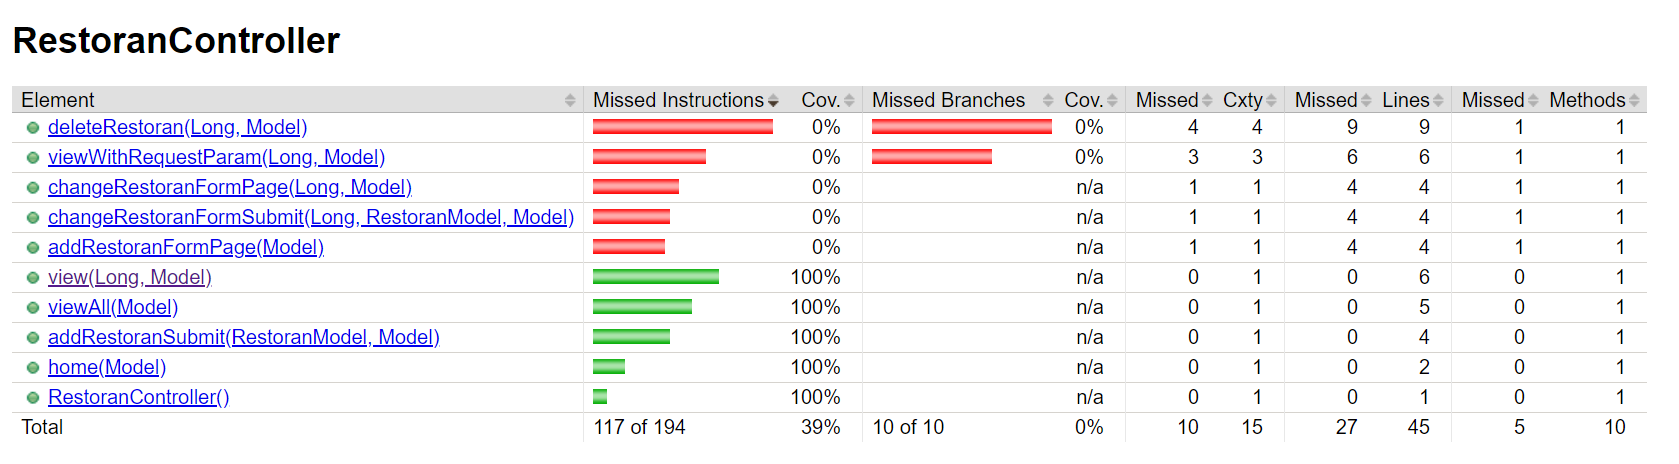 RestoranController
Element Missed Instructions Cov. Missed Branches Cov. Missed Cxty Missed Lines Missed Methods
deleteRestoran(Long, Model) 0% 0% 4 4 9 9 1 1
viewWithRequestParam(Long, Model) 0% 0% 3 3 6 6 1 1
changeRestoranFormPage(Long, Model) 0% n/a 1 1 4 4 1 1
changeRestoranFormSubmit(Long, RestoranModel, Model) 0% n/a 1 1 4 4 1 1
addRestoranFormPage(Model) 0% n/a 1 1 4 4 1 1
view(Long, Model) 100% n/a 0 1 0 6 0 1
viewAll(Model) 100% n/a 0 1 0 5 0 1
addRestoranSubmit(RestoranModel, Model) 100% n/a 0 1 0 4 0 1
home(Model) 100% n/a 0 1 0 2 0 1
RestoranController() 100% n/a 0 1 0 1 0 1
Total 117 of 194 39% 10 of 10 0% 10 15 27 45 5 10